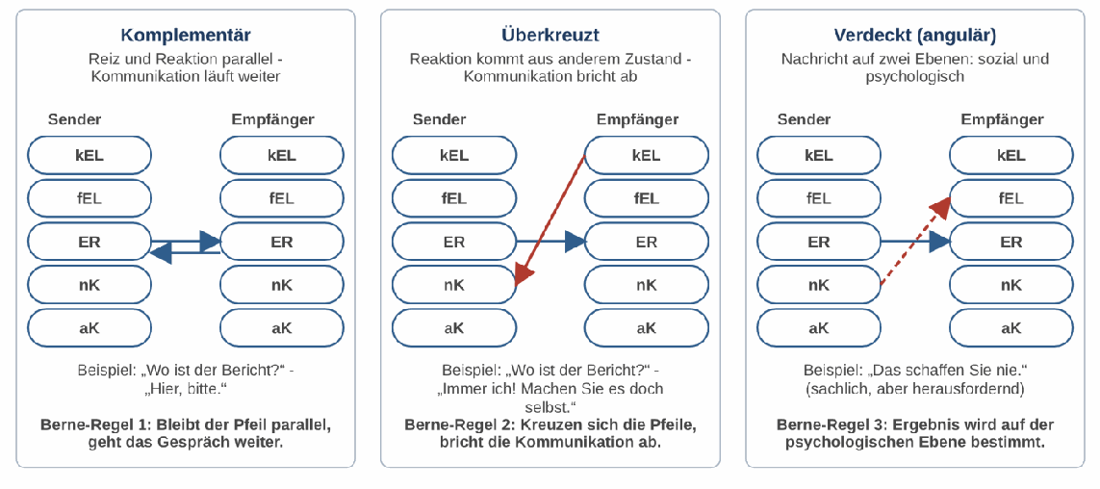 Komplementär
Reiz und Reaktion parallel -
Kommunikation läuft weiter
Sender
Empfänger
kEL
kEL
fEL
fEL
ER
ER
nK
nK
aK
aK
Beispiel: „Wo ist der Bericht?“ -
„Hier, bitte.“
Berne-Regel 1: Bleibt der Pfeil parallel,
geht das Gespräch weiter.
Überkreuzt
Reaktion kommt aus anderem Zustand -
Kommunikation bricht ab
Sender
Empfänger
kEL
kEL
fEL
fEL
ER
ER
nK
nK
aK
aK
Beispiel: „Wo ist der Bericht?“ -
„Immer ich! Machen Sie es doch
selbst.“
Berne-Regel 2: Kreuzen sich die Pfeile,
bricht die Kommunikation ab.
Verdeckt (angulär)
Nachricht auf zwei Ebenen: sozial und
psychologisch
Sender
Empfänger
kEL
kEL
fEL
fEL
ER
ER
nK
nK
aK
aK
Beispiel: „Das schaffen Sie nie.“
(sachlich, aber herausfordernd)
Berne-Regel 3: Ergebnis wird auf der
psychologischen Ebene bestimmt.